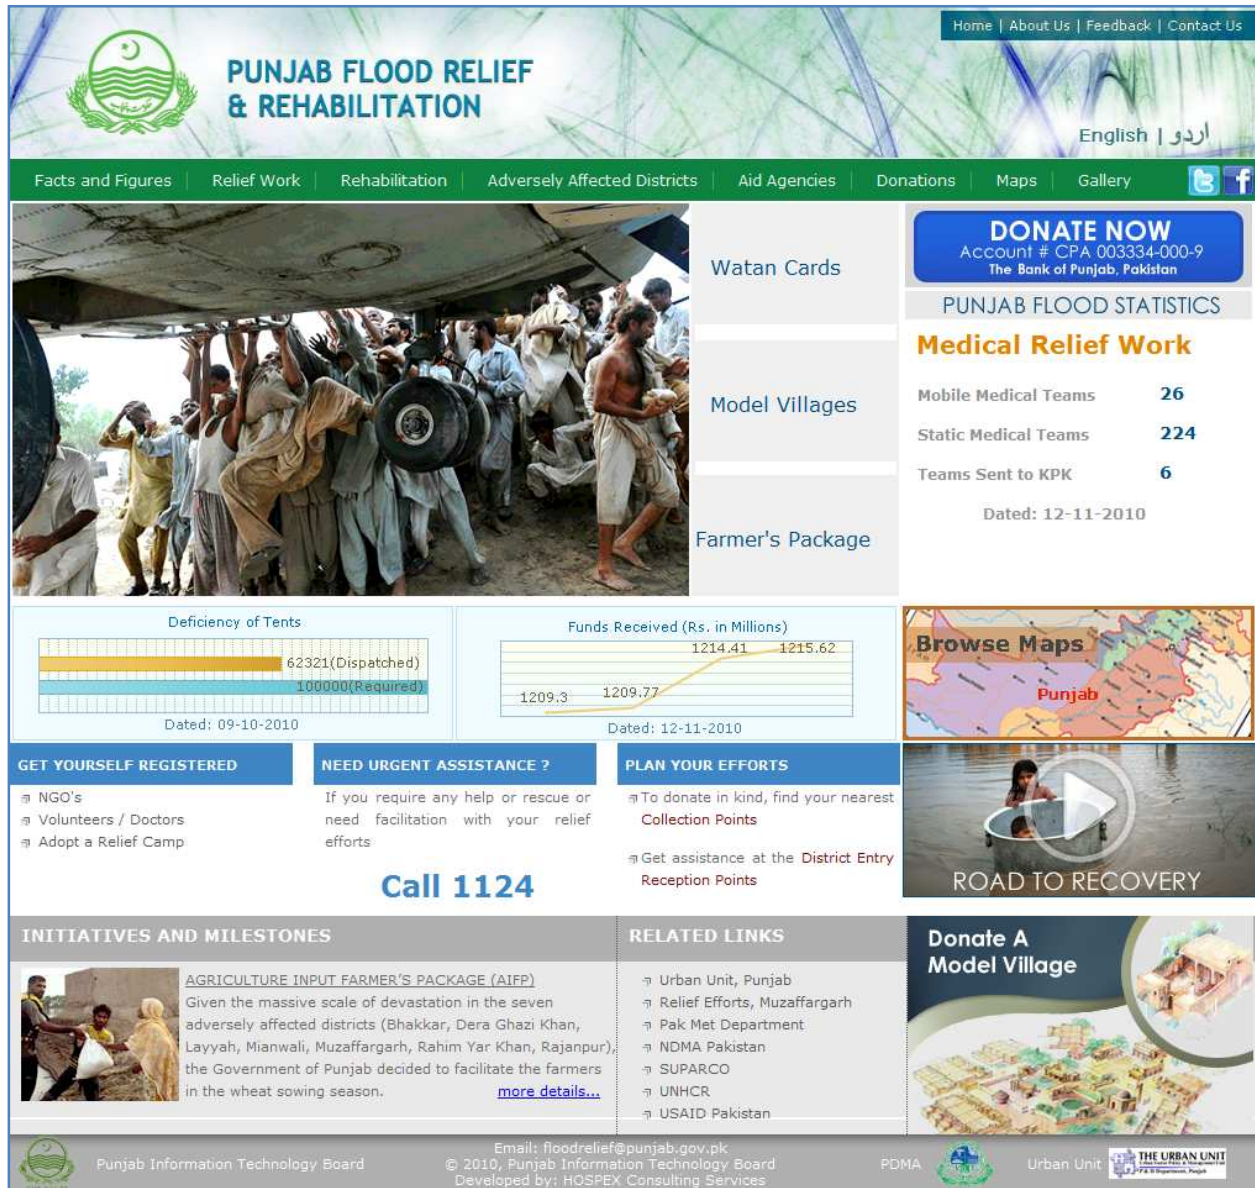 Home | About Us | Feedback | Contact Us
PUNJAB FLOOD RELIEF
& REHABILITATION
English | اردو
Facts and Figures
Relief Work
Rehabilitation
Adversely Affected Districts
Aid Agencies
Donations
Maps
Gallery
Watan Cards
Model Villages
Farmer's Package
DONATE NOW
Account # CPA 003334-000-9
The Bank of Punjab, Pakistan
PUNJAB FLOOD STATISTICS
Medical Relief Work
Mobile Medical Teams 26
Static Medical Teams 224
Teams Sent to KPK 6
Dated: 12-11-2010
Deficiency of Tents
62321(Dispatched)
100000(Required)
Dated: 09-10-2010
Funds Received (Rs. in Millions)
1214.41 1215.62
1209.3 1209.77
Dated: 12-11-2010
Browse Maps
Punjab
GET YOURSELF REGISTERED
NGO's
Volunteers / Doctors
Adopt a Relief Camp
NEED URGENT ASSISTANCE ?
If you require any help or rescue or
need facilitation with your relief
efforts
Call 1124
PLAN YOUR EFFORTS
To donate in kind, find your nearest
Collection Points
Get assistance at the District Entry
Reception Points
ROAD TO RECOVERY
INITIATIVES AND MILESTONES
AGRICULTURE INPUT FARMER'S PACKAGE (AIFP)
Given the massive scale of devastation in the seven
adversely affected districts (Bhakkar, Dera Ghazi Khan,
Layyah, Mianwali, Muzaffargarh, Rahim Yar Khan, Rajanpur),
the Government of Punjab decided to facilitate the farmers
in the wheat sowing season. more details...
RELATED LINKS
Urban Unit, Punjab
Relief Efforts, Muzaffargarh
Pak Met Department
NDMA Pakistan
SUPARCO
UNHCR
USAID Pakistan
Donate A
Model Village
Punjab Information Technology Board
Email: floodrelief@punjab.gov.pk
© 2010, Punjab Information Technology Board
Developed by: HOSPEX Consulting Services
PDMA
Urban Unit
THE URBAN UNIT